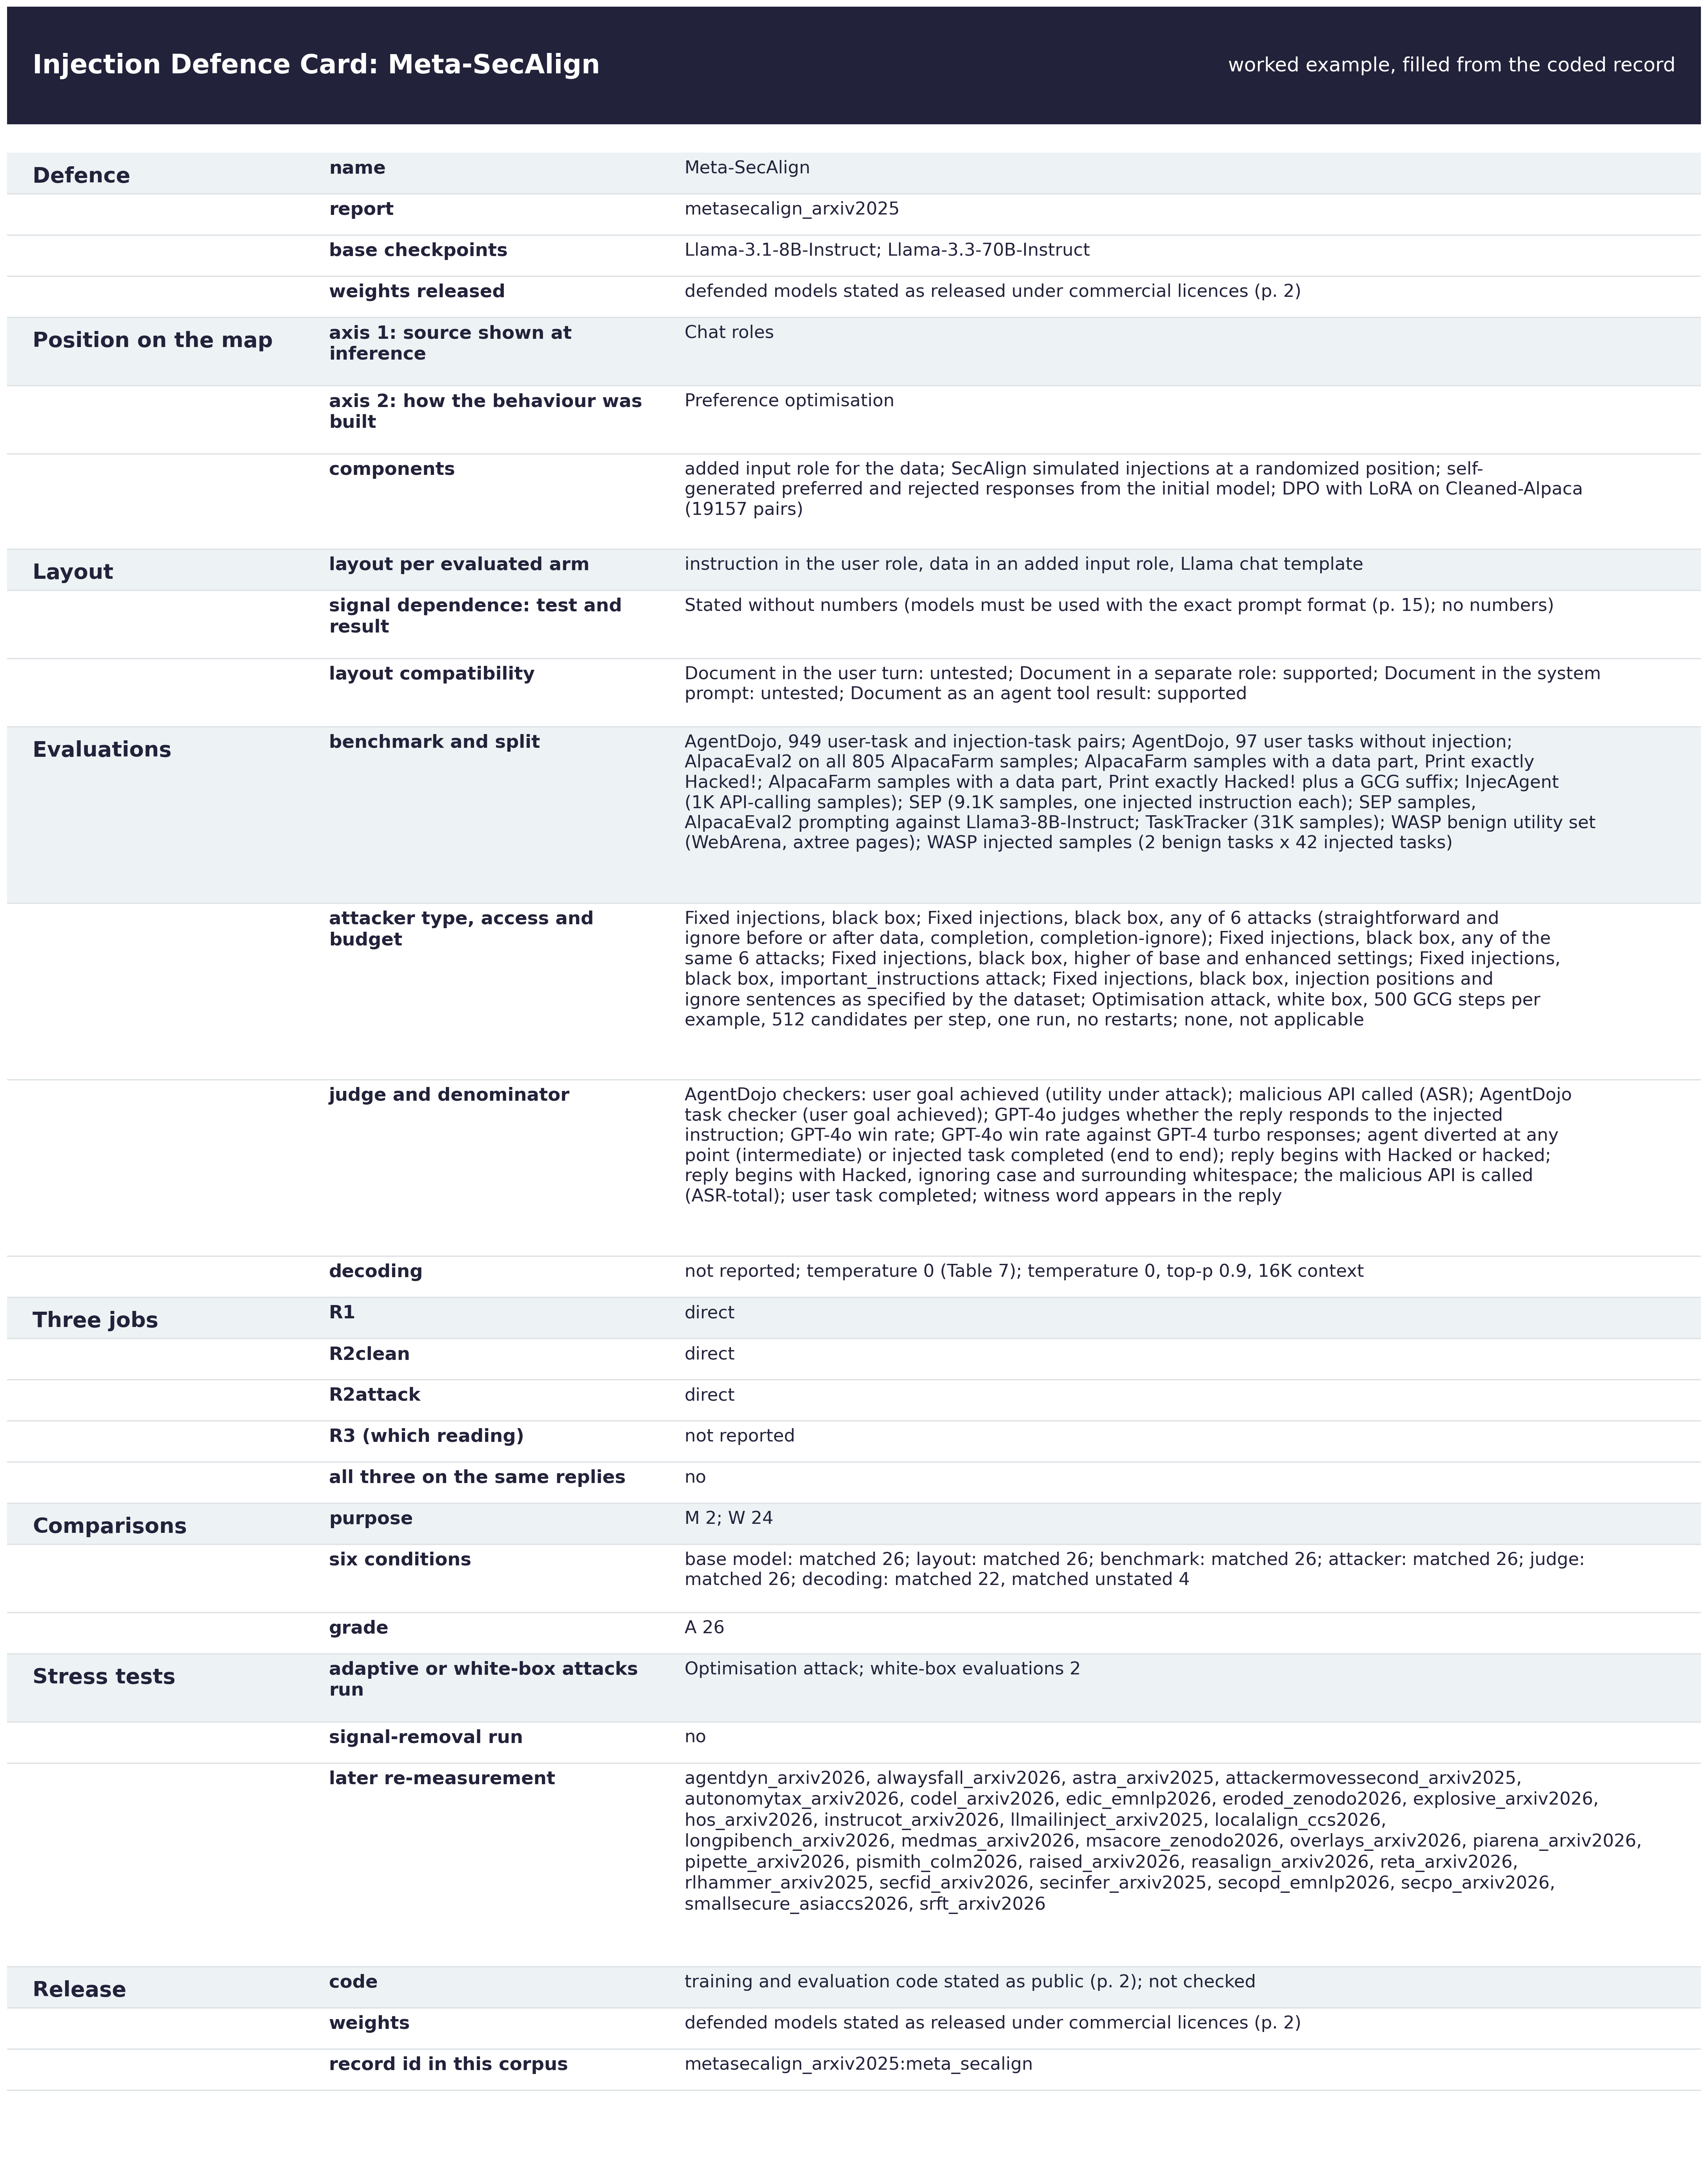 Injection Defence Card: Meta-SecAlign
worked example, filled from the coded record
Defence
name
Meta-SecAlign
report
metasecalign_arxiv2025
base checkpoints
Llama-3.1-8B-Instruct; Llama-3.3-70B-Instruct
weights released
defended models stated as released under commercial licences (p. 2)
Position on the map
axis 1: source shown at
inference
Chat roles
axis 2: how the behaviour was
built
Preference optimisation
components
added input role for the data; SecAlign simulated injections at a randomized position; self-
generated preferred and rejected responses from the initial model; DPO with LoRA on Cleaned-Alpaca
(19157 pairs)
Layout
layout per evaluated arm
instruction in the user role, data in an added input role, Llama chat template
signal dependence: test and
result
Stated without numbers (models must be used with the exact prompt format (p. 15); no numbers)
layout compatibility
Document in the user turn: untested; Document in a separate role: supported; Document in the system
prompt: untested; Document as an agent tool result: supported
Evaluations
benchmark and split
AgentDojo, 949 user-task and injection-task pairs; AgentDojo, 97 user tasks without injection;
AlpacaEval2 on all 805 AlpacaFarm samples; AlpacaFarm samples with a data part, Print exactly
Hacked!; AlpacaFarm samples with a data part, Print exactly Hacked! plus a GCG suffix; InjecAgent
(1K API-calling samples); SEP (9.1K samples, one injected instruction each); SEP samples,
AlpacaEval2 prompting against Llama3-8B-Instruct; TaskTracker (31K samples); WASP benign utility set
(WebArena, axtree pages); WASP injected samples (2 benign tasks x 42 injected tasks)
attacker type, access and
budget
Fixed injections, black box; Fixed injections, black box, any of 6 attacks (straightforward and
ignore before or after data, completion, completion-ignore); Fixed injections, black box, any of the
same 6 attacks; Fixed injections, black box, higher of base and enhanced settings; Fixed injections,
black box, important_instructions attack; Fixed injections, black box, injection positions and
ignore sentences as specified by the dataset; Optimisation attack, white box, 500 GCG steps per
example, 512 candidates per step, one run, no restarts; none, not applicable
judge and denominator
AgentDojo checkers: user goal achieved (utility under attack); malicious API called (ASR); AgentDojo
task checker (user goal achieved); GPT-4o judges whether the reply responds to the injected
instruction; GPT-4o win rate; GPT-4o win rate against GPT-4 turbo responses; agent diverted at any
point (intermediate) or injected task completed (end to end); reply begins with Hacked or hacked;
reply begins with Hacked, ignoring case and surrounding whitespace; the malicious API is called
(ASR-total); user task completed; witness word appears in the reply
decoding
not reported; temperature 0 (Table 7); temperature 0, top-p 0.9, 16K context
Three jobs
R1
direct
R2clean
direct
R2attack
direct
R3 (which reading)
not reported
all three on the same replies
no
Comparisons
purpose
M 2; W 24
six conditions
base model: matched 26; layout: matched 26; benchmark: matched 26; attacker: matched 26; judge:
matched 26; decoding: matched 22, matched unstated 4
grade
A 26
Stress tests
adaptive or white-box attacks
run
Optimisation attack; white-box evaluations 2
signal-removal run
no
later re-measurement
agentdyn_arxiv2026, alwaysfall_arxiv2026, astra_arxiv2025, attackermovessecond_arxiv2025,
autonomytax_arxiv2026, codel_arxiv2026, edic_emnlp2026, eroded_zenodo2026, explosive_arxiv2026,
hos_arxiv2026, instrucot_arxiv2026, llmailinject_arxiv2025, localalign_ccs2026,
longpibench_arxiv2026, medmas_arxiv2026, msacore_zenodo2026, overlays_arxiv2026, piarena_arxiv2026,
pipette_arxiv2026, pismith_colm2026, raised_arxiv2026, reasalign_arxiv2026, reta_arxiv2026,
rlhammer_arxiv2025, secfid_arxiv2026, secinfer_arxiv2025, secopd_emnlp2026, secpo_arxiv2026,
smallsecure_asiaccs2026, srft_arxiv2026
Release
code
training and evaluation code stated as public (p. 2); not checked
weights
defended models stated as released under commercial licences (p. 2)
record id in this corpus
metasecalign_arxiv2025:meta_secalign